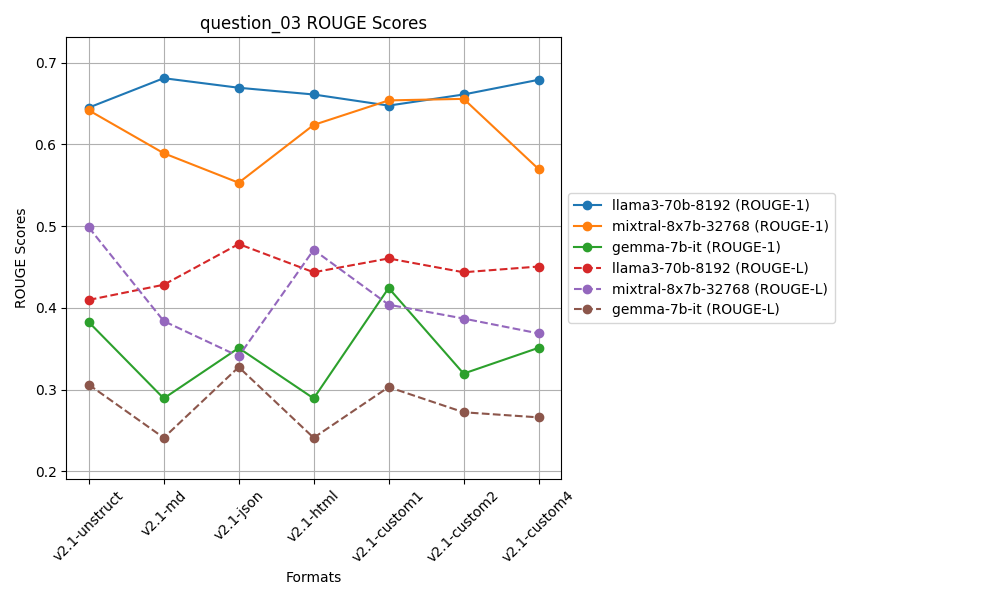 question_03 ROUGE Scores
ROUGE Scores
0.7
0.6
0.5
0.4
0.3
0.2
v2.1-unstruct
v2.1-md
v2.1-json
v2.1-html
v2.1-custom1
v2.1-custom2
v2.1-custom4
Formats
llama3-70b-8192 (ROUGE-1)
mixtral-8x7b-32768 (ROUGE-1)
gemma-7b-it (ROUGE-1)
llama3-70b-8192 (ROUGE-L)
mixtral-8x7b-32768 (ROUGE-L)
gemma-7b-it (ROUGE-L)